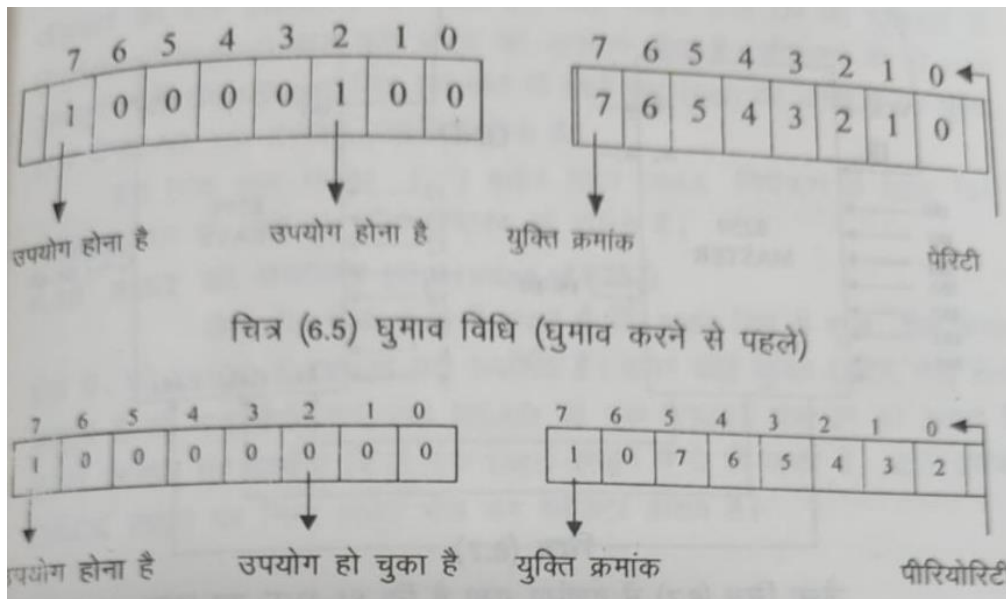 7 6 5 4 3 2 1 0
1 0 0 0 0 1 0 0
उपयोग होना है उपयोग होना है
7 6 5 4 3 2 1 0
7 6 5 4 3 2 1 0
युक्ति क्रमांक पेरिटी
चित्र (6.5) घुमाव विधि (घुमाव करने से पहले)
7 6 5 4 3 2 1 0
1 0 0 0 0 0 0 0
उपयोग होना है उपयोग हो चुका है
7 6 5 4 3 2 1 0
1 0 7 6 5 4 3 2
युक्ति क्रमांक पीरियोरिटी